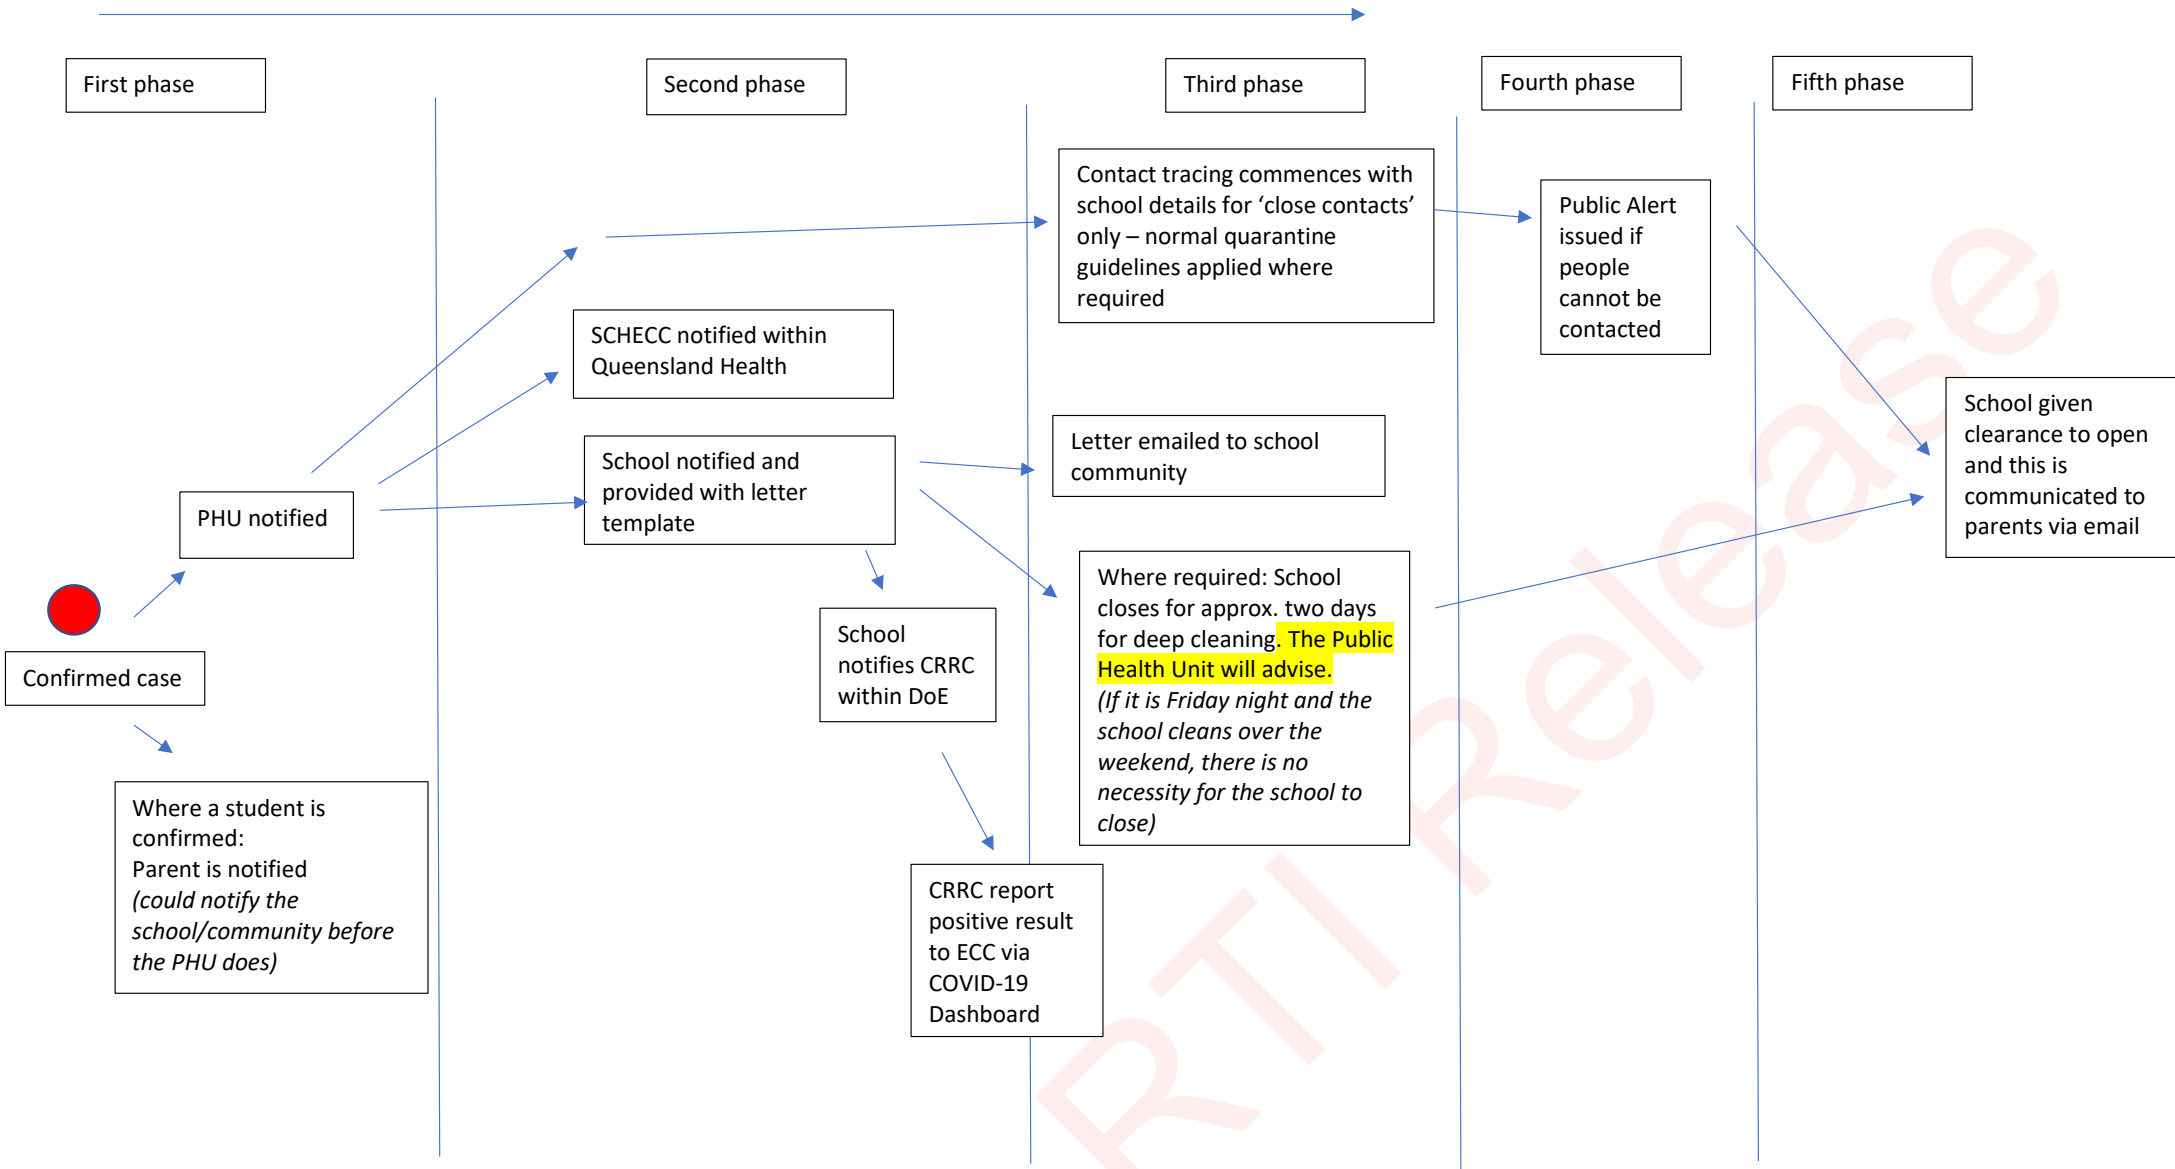 First phase
Second phase
Third phase
Fourth phase
Fifth phase
Contact tracing commences with
school details for ‘close contacts’
only – normal quarantine
guidelines applied where
required
Public Alert
issued if
people
cannot be
contacted
SCHECC notified within
Queensland Health
School given
clearance to open
and this is
communicated to
parents via email
Letter emailed to school
community
School notified and
provided with letter
template
PHU notified
Where required: School
closes for approx. two days
for deep cleaning. The Public
Health Unit will advise.
(If it is Friday night and the
school cleans over the
weekend, there is no
necessity for the school to
close)
School
notifies CRRC
within DoE
Confirmed case
Where a student is
confirmed:
Parent is notified
(could notify the
school/community before
the PHU does)
CRRC report
positive result
to ECC via
COVID-19
Dashboard
RTI Release